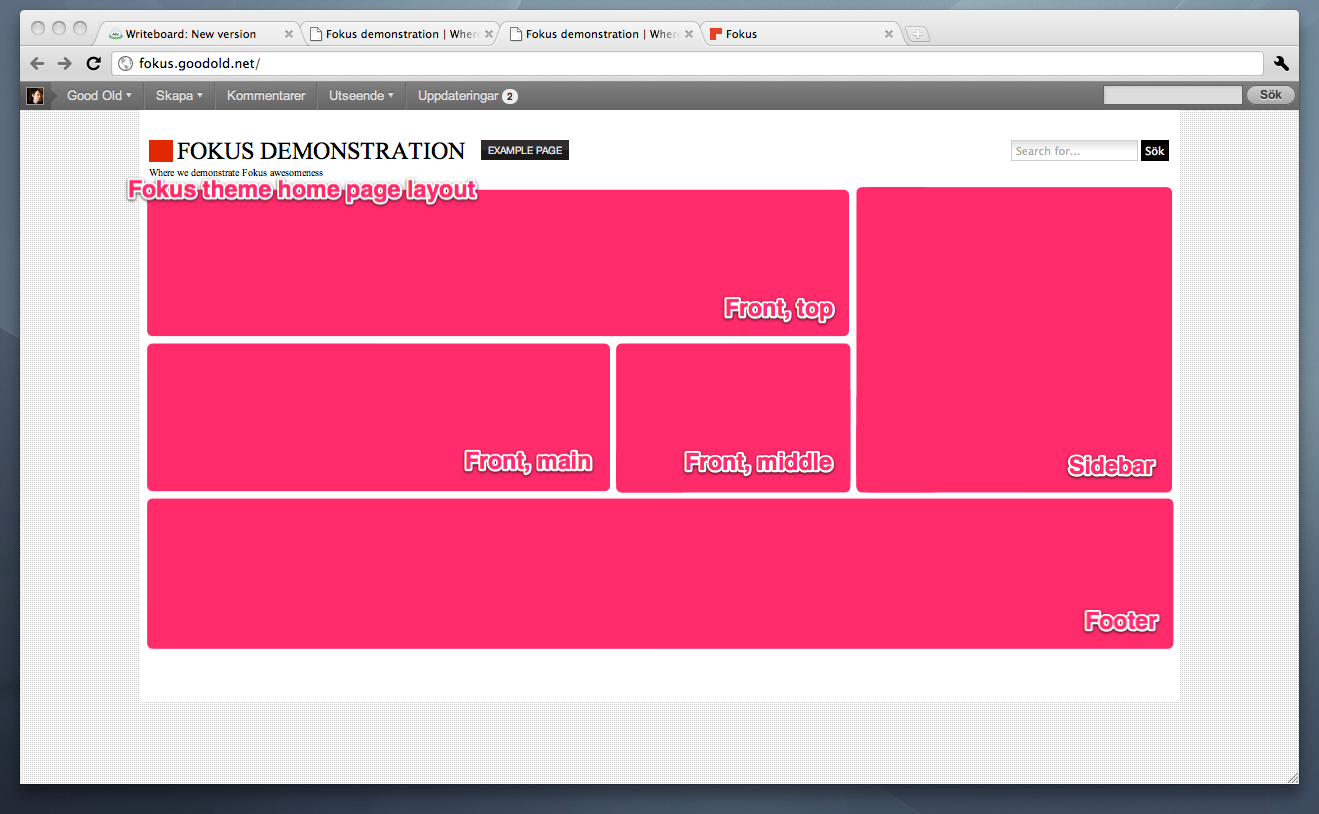 Writeboard: New version
Fokus demonstration | Where
Fokus demonstration | Where
Fokus
fokus.goodold.net/
Good Old
Skapa
Kommentarer
Utseende
Uppdateringar 2
Sök
FOKUS DEMONSTRATION
EXAMPLE PAGE
Search for...
Sök
Where we demonstrate Fokus awesomeness
Fokus theme home page layout
Front, top
Front, main
Front, middle
Sidebar
Footer